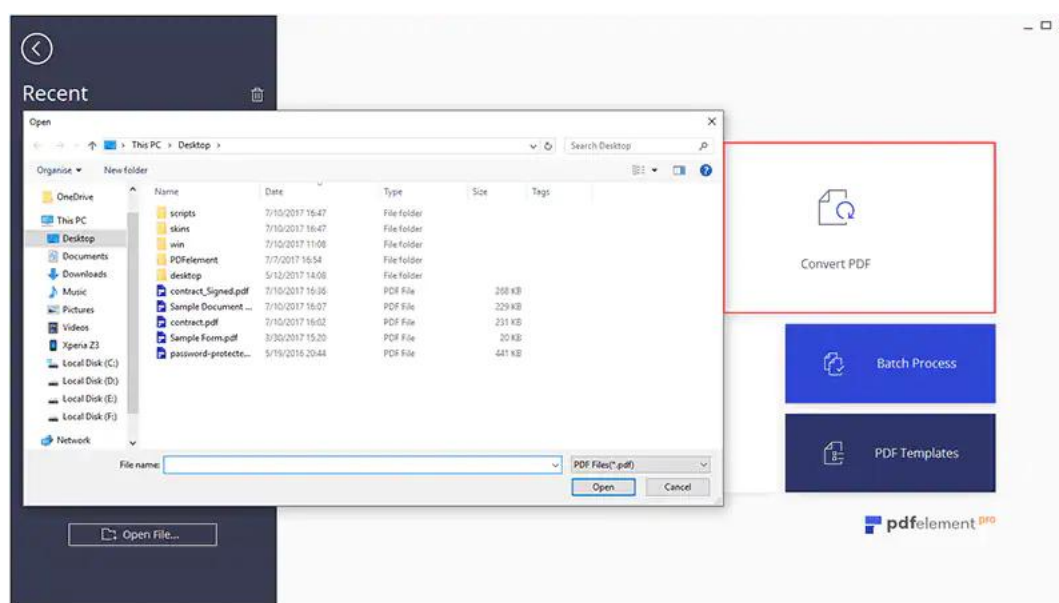 Recent
Open
This PC > Desktop >
Search Desktop
Organise
New folder
OneDrive
This PC
Desktop
Documents
Downloads
Music
Pictures
Videos
Xperia Z3
Local Disk (C:)
Local Disk (D:)
Local Disk (E:)
Local Disk (F:)
Network
Name Date Type Size Tags
scripts 7/10/2017 16:47 File folder
skins 7/10/2017 16:47 File folder
win 7/10/2017 11:08 File folder
PDFelement 7/7/2017 16:54 File folder
desktop 5/12/2017 14:08 File folder
contract_Signed.pdf 7/10/2017 16:36 PDF File 268 KB
Sample Document ... 7/10/2017 16:07 PDF File 229 KB
contract.pdf 7/10/2017 16:02 PDF File 231 KB
Sample Form.pdf 3/30/2017 15:20 PDF File 20 KB
password-protecte... 5/19/2016 20:44 PDF File 441 KB
File name:
PDF Files(*.pdf)
Open
Cancel
Open File...
Convert PDF
Batch Process
PDF Templates
pdfelement pro